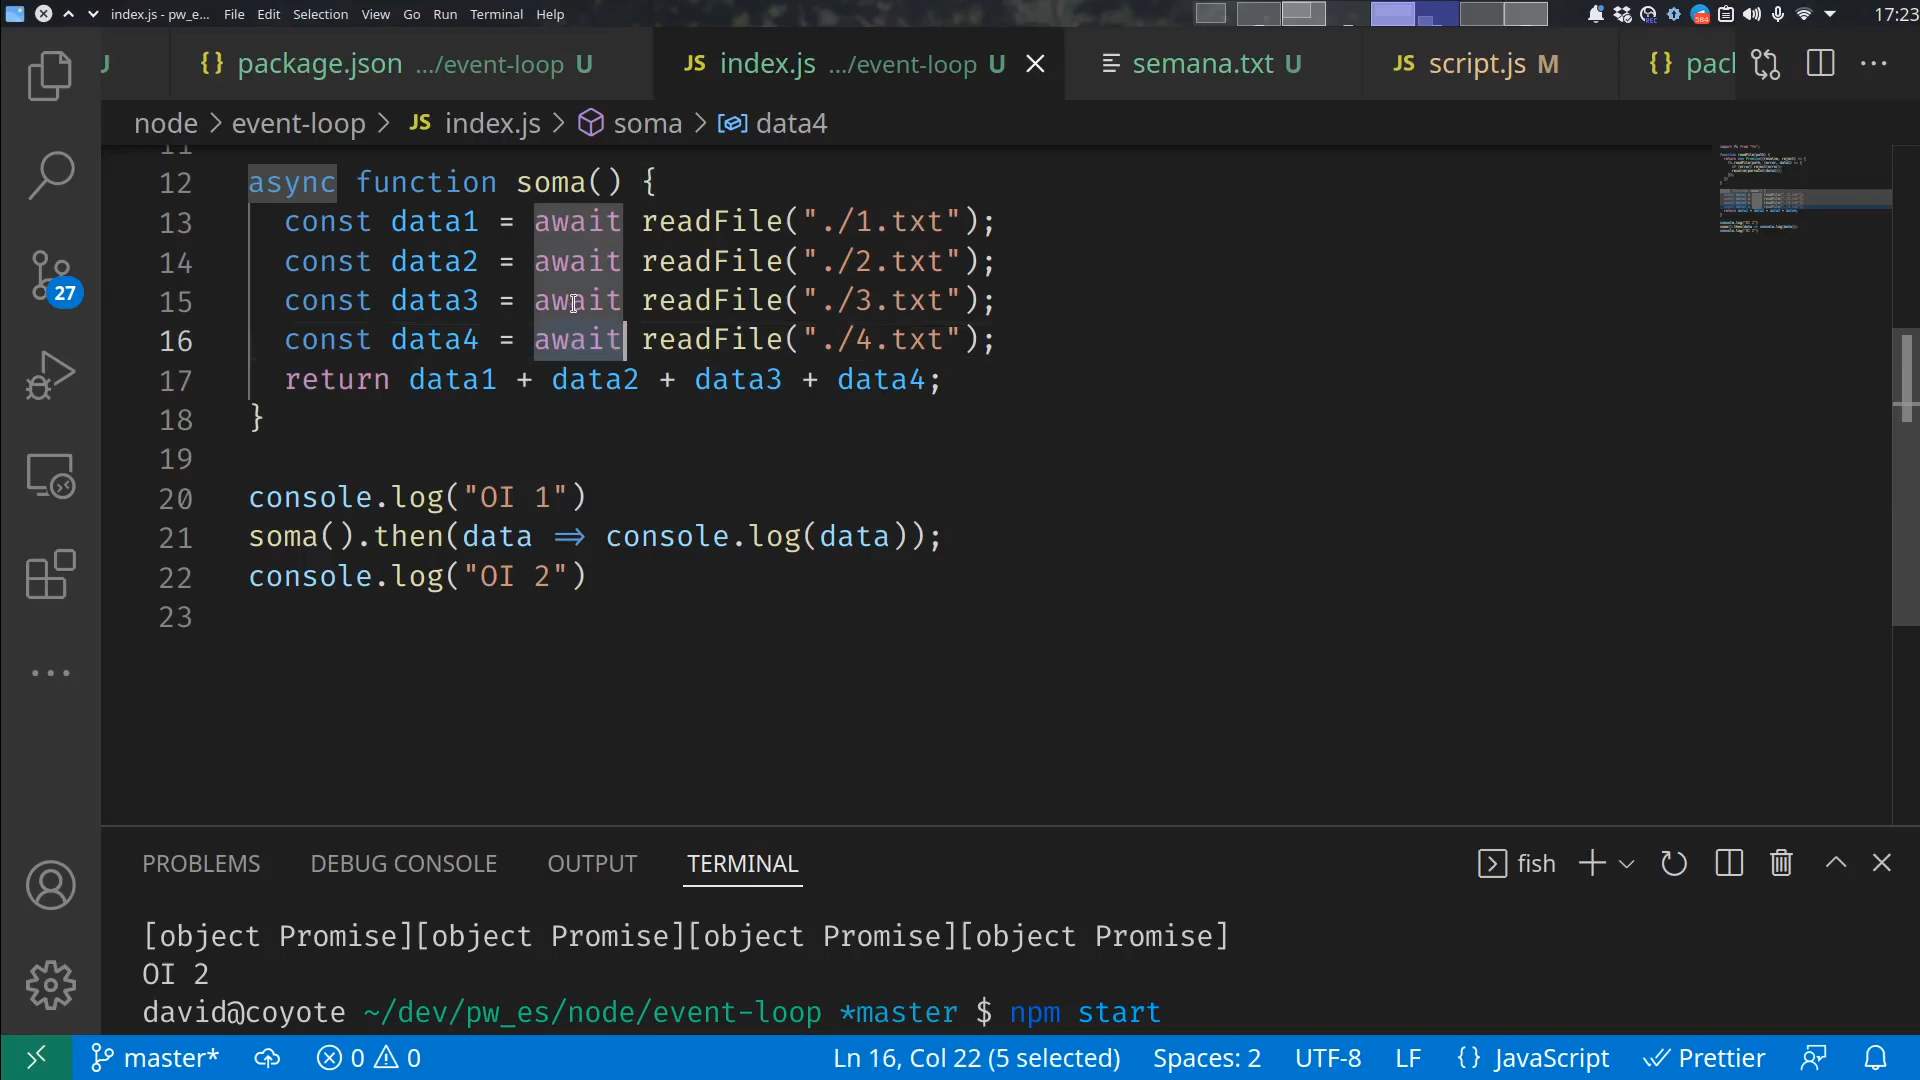 index.js - pw_e... File Edit Selection View Go Run Terminal Help 584 17:23
U {} package.json .../event-loop U JS index.js .../event-loop U semana.txt U JS script.js M {} pacl
node > event-loop > JS index.js > soma > data4
11
12 async function soma() {
13 const data1 = await readFile("./1.txt");
14 const data2 = await readFile("./2.txt");
15 const data3 = await readFile("./3.txt");
16 const data4 = await readFile("./4.txt");
17 return data1 + data2 + data3 + data4;
18 }
19
20 console.log("OI 1")
21 soma().then(data => console.log(data));
22 console.log("OI 2")
23
27
PROBLEMS DEBUG CONSOLE OUTPUT TERMINAL fish
[object Promise][object Promise][object Promise][object Promise]
OI 2
david@coyote ~/dev/pw_es/node/event-loop *master $ npm start
master* 0 0 Ln 16, Col 22 (5 selected) Spaces: 2 UTF-8 LF {} JavaScript Prettier